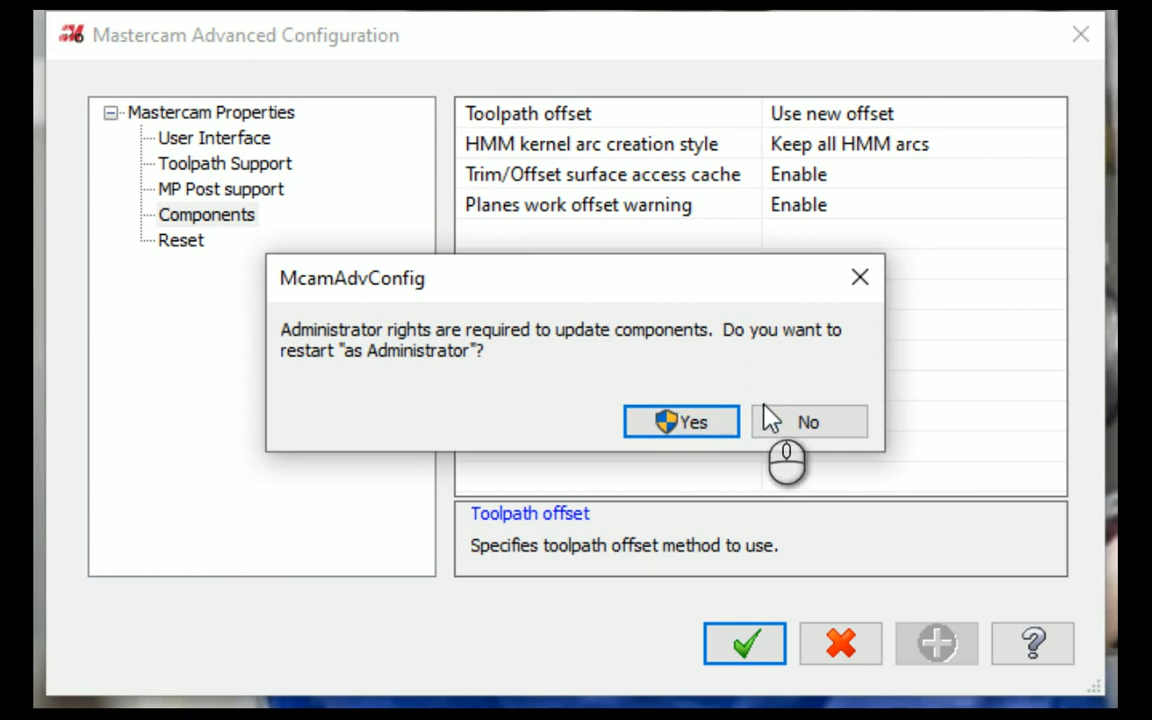 Mastercam Advanced Configuration
Mastercam Properties
User Interface
Toolpath Support
MP Post support
Components
Reset
Toolpath offset Use new offset
HMM kernel arc creation style Keep all HMM arcs
Trim/Offset surface access cache Enable
Planes work offset warning Enable
McamAdvConfig
Administrator rights are required to update components. Do you want to
restart "as Administrator"?
Yes No
Toolpath offset
Specifies toolpath offset method to use.